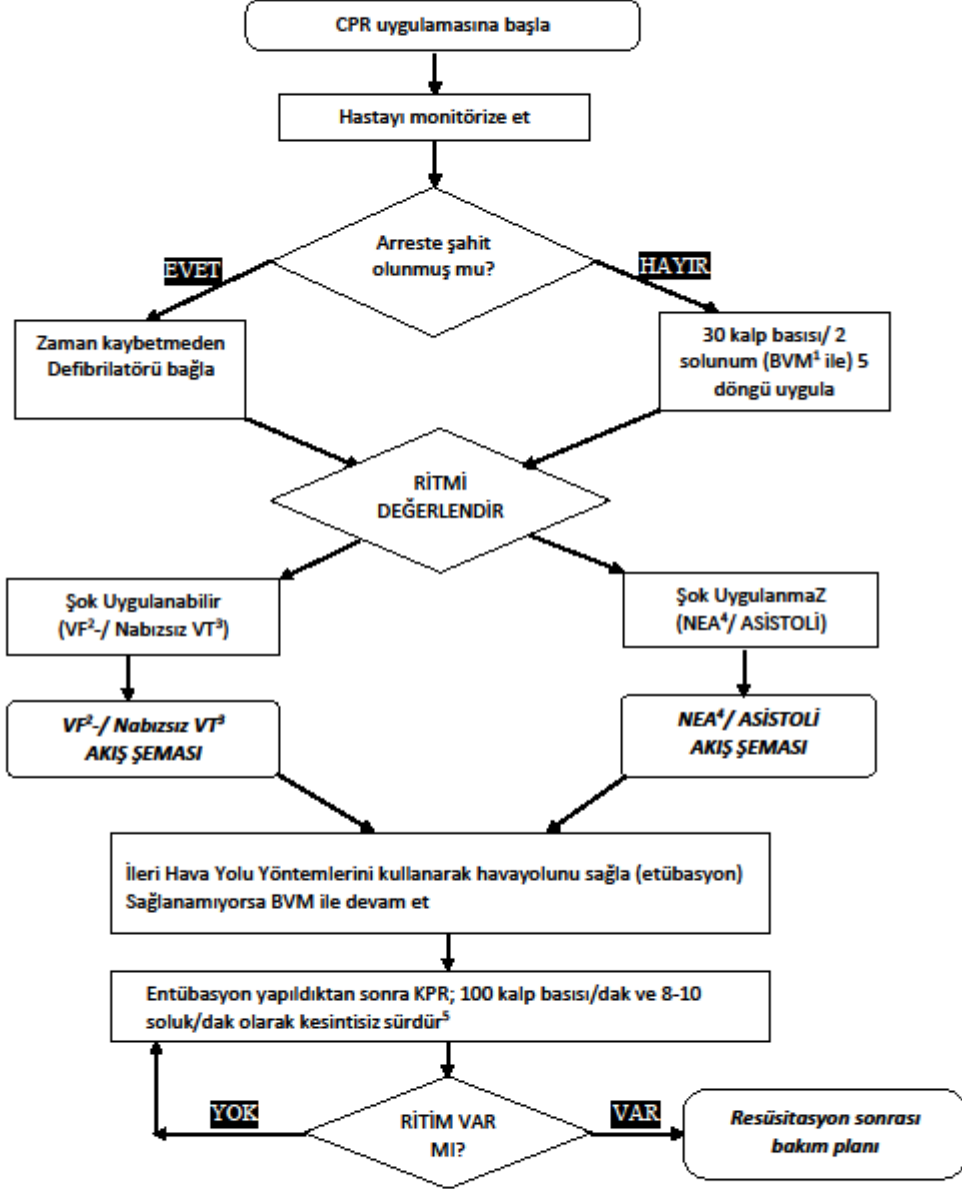 CPR uygulamasına başla
Hastayı monitörize et
Arreste şahit
olunmuş mu?
EVET
HAYIR
Zaman kaybetmeden
Defibrilatörü bağla
30 kalp basısı/ 2
solunum (BVM¹ ile) 5
döngü uygula
RİTMİ
DEĞERLENDİR
Şok Uygulanabilir
(VF²-/ Nabızsız VT³)
Şok UygulanmaZ
(NEA⁴/ ASİSTOLİ)
VF²-/ Nabızsız VT³
AKIŞ ŞEMASI
NEA⁴/ ASİSTOLİ
AKIŞ ŞEMASI
İleri Hava Yolu Yöntemlerini kullanarak havayolunu sağla (etübasyon)
Sağlanamıyorsa BVM ile devam et
Entübasyon yapıldıktan sonra KPR; 100 kalp basısı/dak ve 8-10
soluk/dak olarak kesintisiz sürdür⁵
YOK
RİTİM VAR
MI?
VAR
Resüsitasyon sonrası
bakım planı